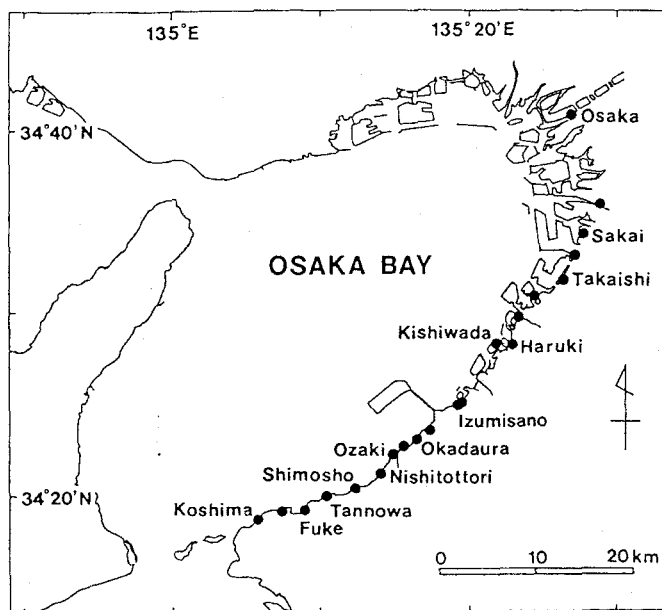 135°E
135°20'E
34°40'N
Osaka
Sakai
OSAKA BAY
Takaishi
Kishiwada
Haruki
Izumisano
Ozaki
Okadaura
Shimosho
Nishitottori
34°20'N
Koshima
Tannowa
Fuke
0 10 20 km